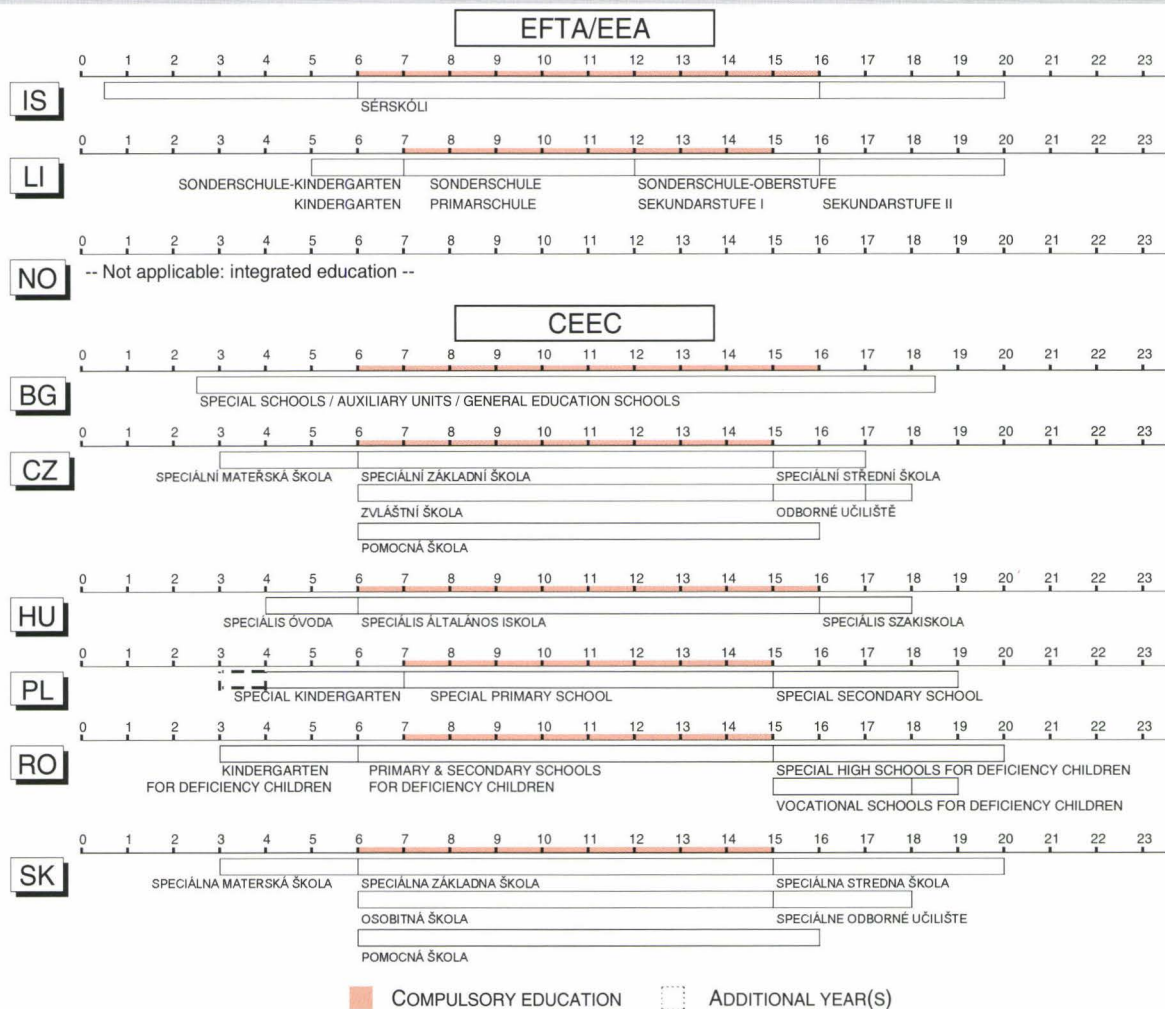 EFTA/EEA
0 1 2 3 4 5 6 7 8 9 10 11 12 13 14 15 16 17 18 19 20 21 22 23
IS
SÉRSKÓLI
0 1 2 3 4 5 6 7 8 9 10 11 12 13 14 15 16 17 18 19 20 21 22 23
LI
SONDERSCHULE-KINDERGARTEN SONDERSCHULE SONDERSCHULE-OBERSTUFE
KINDERGARTEN PRIMARSCHULE SEKUNDARSTUFE I SEKUNDARSTUFE II
0 1 2 3 4 5 6 7 8 9 10 11 12 13 14 15 16 17 18 19 20 21 22 23
NO -- Not applicable: integrated education --
CEEC
0 1 2 3 4 5 6 7 8 9 10 11 12 13 14 15 16 17 18 19 20 21 22 23
BG
SPECIAL SCHOOLS / AUXILIARY UNITS / GENERAL EDUCATION SCHOOLS
0 1 2 3 4 5 6 7 8 9 10 11 12 13 14 15 16 17 18 19 20 21 22 23
CZ
SPECIÁLNÍ MATEŘSKÁ ŠKOLA SPECIÁLNÍ ZÁKLADNÍ ŠKOLA SPECIÁLNÍ STŘEDNÍ ŠKOLA
ZVLÁŠTNÍ ŠKOLA ODBORNÉ UČILIŠTĚ
POMOCNÁ ŠKOLA
0 1 2 3 4 5 6 7 8 9 10 11 12 13 14 15 16 17 18 19 20 21 22 23
HU
SPECIÁLIS ÓVODA SPECIÁLIS ÁLTALÁNOS ISKOLA SPECIÁLIS SZAKISKOLA
0 1 2 3 4 5 6 7 8 9 10 11 12 13 14 15 16 17 18 19 20 21 22 23
PL
SPECIAL KINDERGARTEN SPECIAL PRIMARY SCHOOL SPECIAL SECONDARY SCHOOL
0 1 2 3 4 5 6 7 8 9 10 11 12 13 14 15 16 17 18 19 20 21 22 23
RO
KINDERGARTEN PRIMARY & SECONDARY SCHOOLS SPECIAL HIGH SCHOOLS FOR DEFICIENCY CHILDREN
FOR DEFICIENCY CHILDREN FOR DEFICIENCY CHILDREN
VOCATIONAL SCHOOLS FOR DEFICIENCY CHILDREN
0 1 2 3 4 5 6 7 8 9 10 11 12 13 14 15 16 17 18 19 20 21 22 23
SK
SPECIÁLNA MATERSKÁ ŠKOLA SPECIÁLNA ZÁKLADNA ŠKOLA SPECIÁLNA STREDNA ŠKOLA
OSOBITNÁ ŠKOLA SPECIÁLNE ODBORNÉ UČILIŠTE
POMOCNÁ ŠKOLA
COMPULSORY EDUCATION ADDITIONAL YEAR(S)